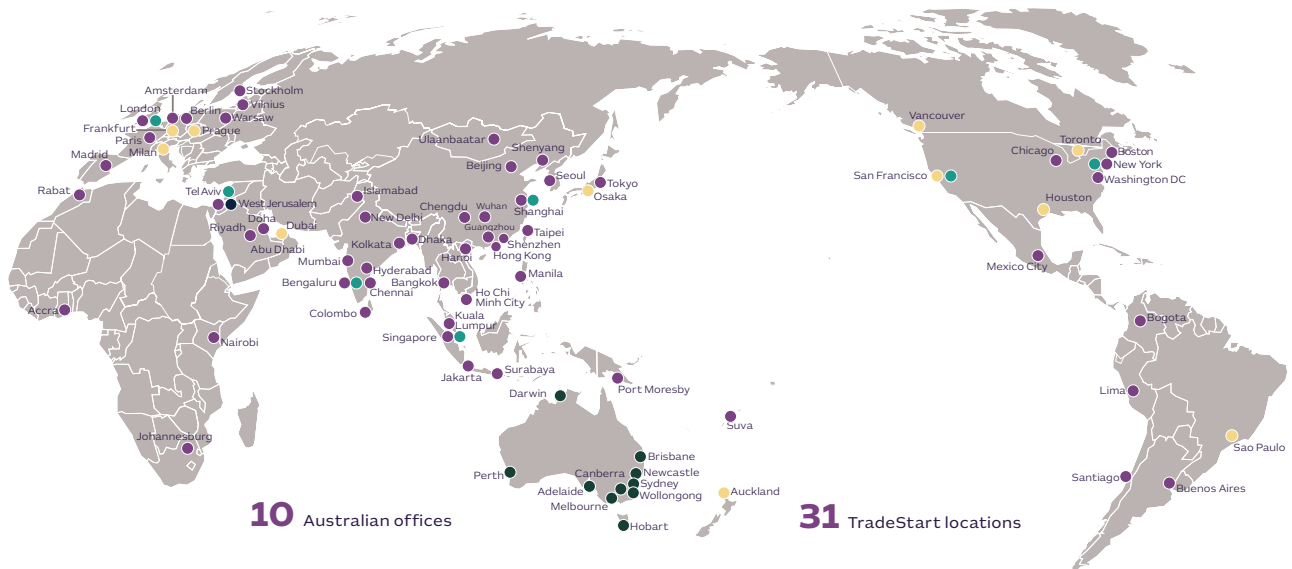 Amsterdam
Stockholm
London
Berlin
Vilnius
Warsaw
Frankfurt
Prague
Paris
Milan
Madrid
Rabat
Tel Aviv
West Jerusalem
Riyadh
Doha
Dubai
Abu Dhabi
Accra
Nairobi
Johannesburg
Ulaanbaatar
Shenyang
Beijing
Seoul
Tokyo
Osaka
Islamabad
New Delhi
Chengdu
Wuhan
Shanghai
Guangzhou
Taipei
Kolkata
Dhaka
Shenzhen
Hanoi
Hong Kong
Mumbai
Hyderabad
Manila
Bengaluru
Chennai
Bangkok
Ho Chi
Minh City
Colombo
Kuala
Lumpur
Singapore
Jakarta
Surabaya
Port Moresby
Darwin
Suva
Brisbane
Perth
Canberra
Newcastle
Sydney
Adelaide
Wollongong
Melbourne
Auckland
Hobart
Vancouver
Toronto
Chicago
Boston
New York
San Francisco
Washington DC
Houston
Mexico City
Bogota
Lima
Sao Paulo
Santiago
Buenos Aires
10 Australian offices
31 TradeStart locations